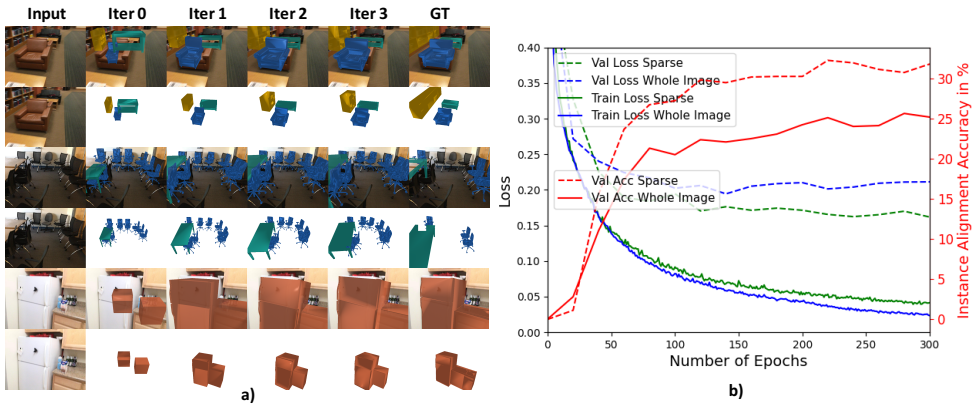 Input Iter 0 Iter 1 Iter 2 Iter 3 GT
a)
0.40
0.35
0.30
0.25
0.20
0.15
0.10
0.05
0.00
Loss
Val Loss Sparse
Val Loss Whole Image
Train Loss Sparse
Train Loss Whole Image
Val Acc Sparse
Val Acc Whole Image
30
25
20
15
10
5
0
Instance Alignment Accuracy in %
0 50 100 150 200 250 300
Number of Epochs
b)